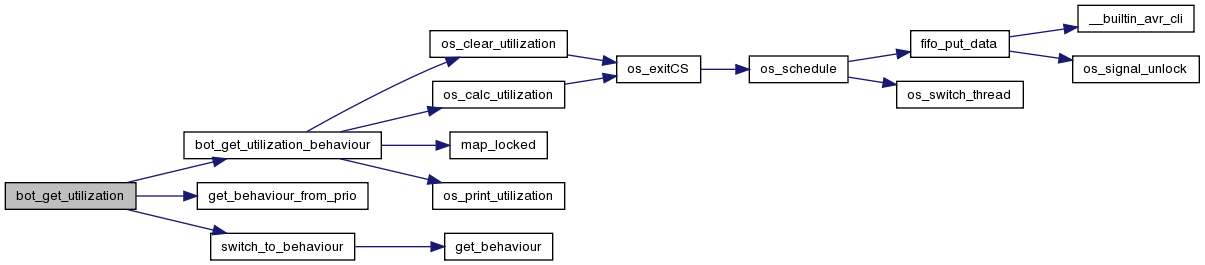 bot_get_utilization
bot_get_utilization_behaviour
os_clear_utilization
os_exitCS
os_schedule
fifo_put_data
__builtin_avr_cli
os_signal_unlock
os_switch_thread
os_calc_utilization
map_locked
os_print_utilization
get_behaviour_from_prio
switch_to_behaviour
get_behaviour